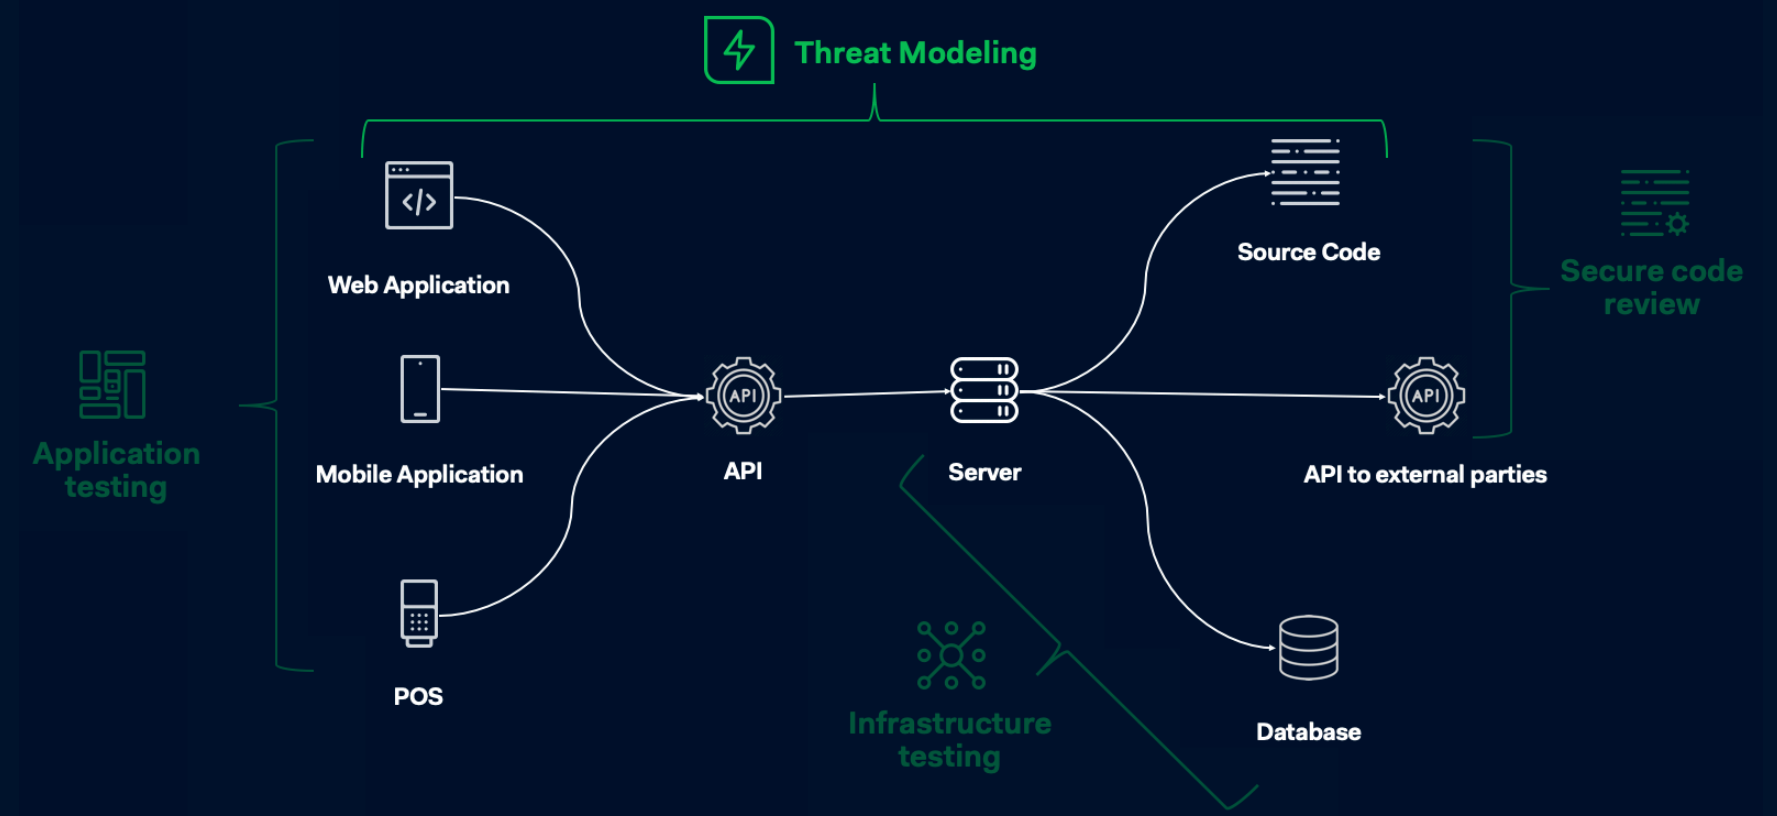 Threat Modeling
Web Application
Source Code
Secure code
review
Application
testing
Mobile Application
API
API
Server
API
API to external parties
POS
Infrastructure
testing
Database